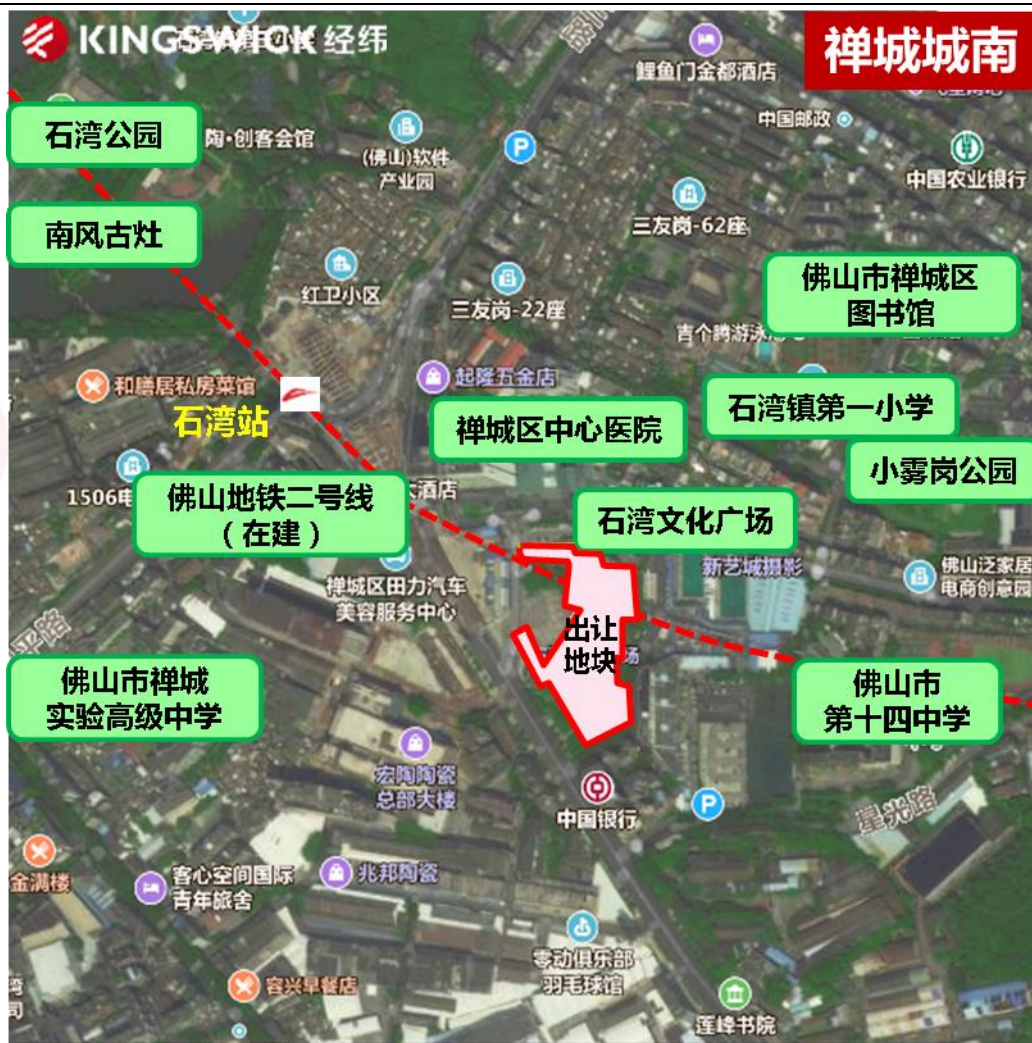 KINGSWICK 经纬
禅城城南
鲤鱼门金都酒店
中国邮政
石湾公园
陶·创客会馆
(佛山)软件
产业园
中国农业银行
南风古灶
三友岗-62座
红卫小区
三友岗-22座
佛山市禅城区
图书馆
和膳居私房菜馆
起隆五金店
石湾站
禅城区中心医院
石湾镇第一小学
小雾岗公园
1506电
佛山地铁二号线
（在建）
大酒店
石湾文化广场
新艺城摄影
佛山泛家居
电商创意园
禅城区田力汽车
美容服务中心
平路
出让
地块
场
佛山市禅城
实验高级中学
佛山市
第十四中学
宏陶陶瓷
总部大楼
中国银行
星光路
金满楼
客心空间国际
青年旅舍
兆邦陶瓷
零动俱乐部
羽毛球馆
容兴早餐店
莲峰书院
湾
司